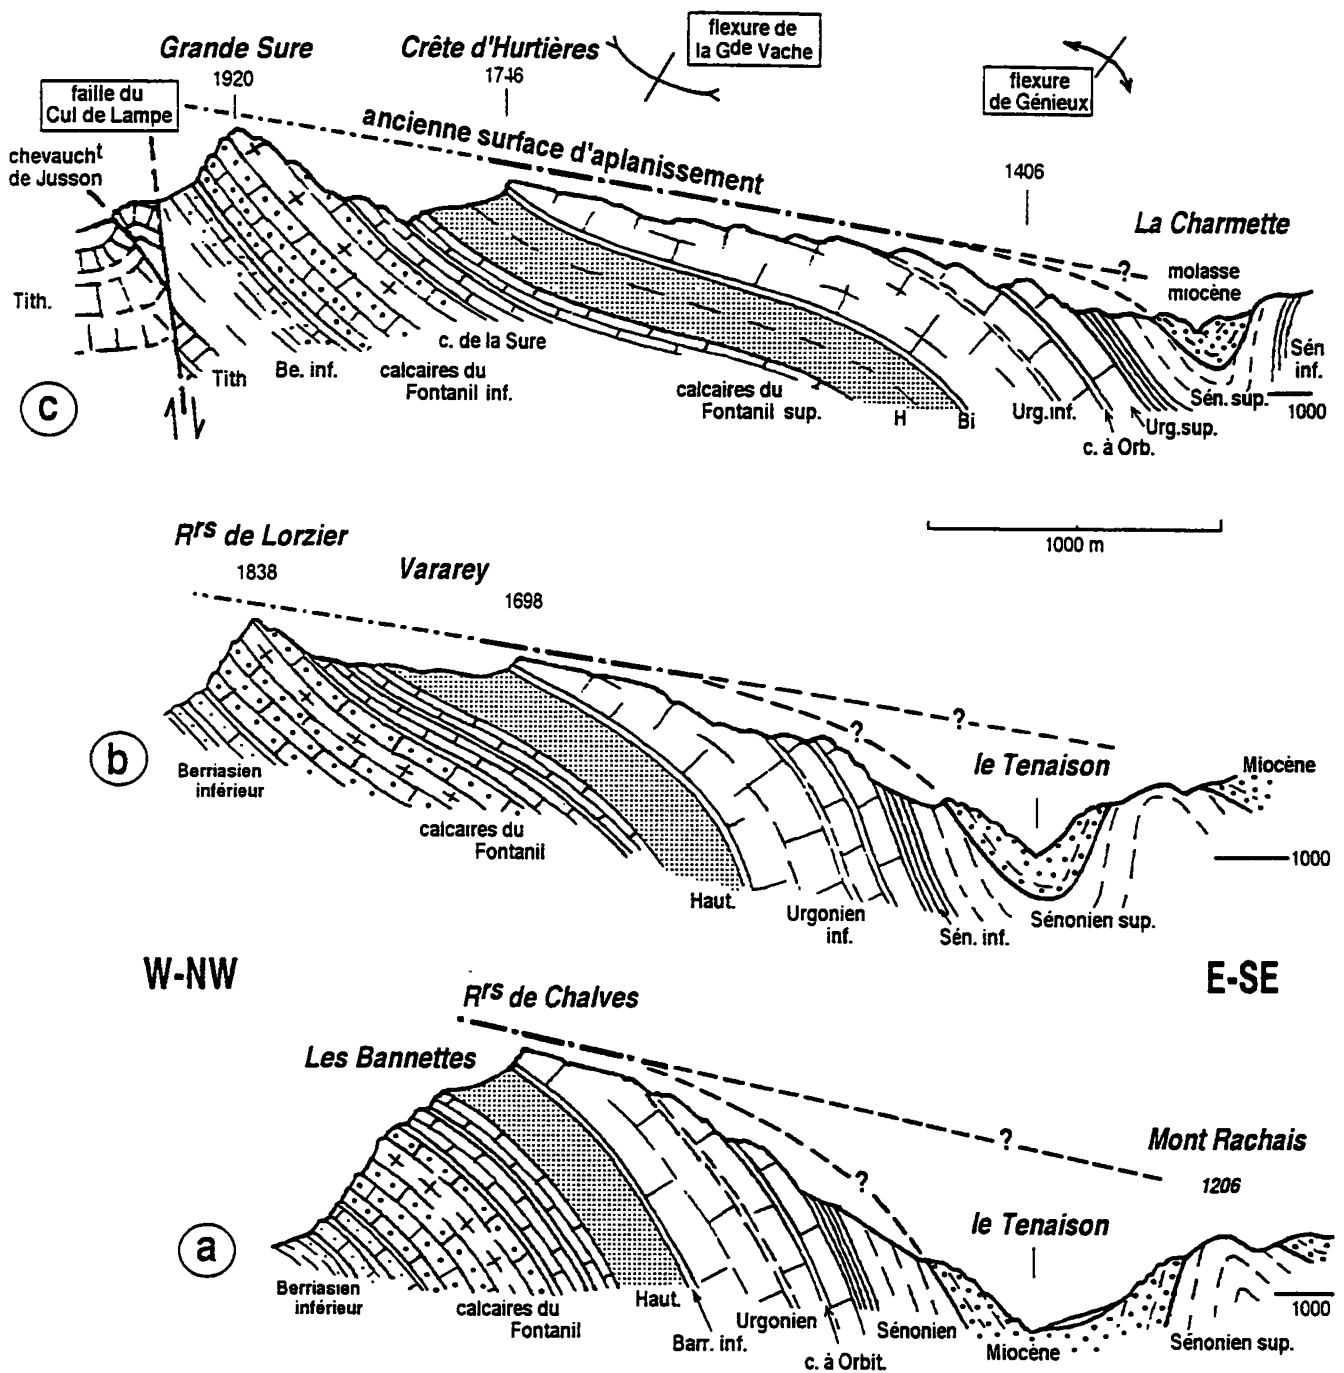 Grande Sure
1920
Crête d'Hurtières
1746
flexure de
la Gde Vache
flexure
de Génieux
faille du
Cul de Lampe
chevaucht
de Jusson
ancienne surface d'aplanissement
1406
La Charmette
?
molasse
miocène
Tith.
Tith
Be. inf.
calcaires du
Fontanil inf.
c. de la Sure
calcaires du
Fontanil sup.
H
Bi
Urg.inf.
c. à Orb.
Urg.sup.
Sén. sup.
Sén
inf.
1000
c
1000 m
Rrs de Lorzier
1838
Vararey
1698
?
?
le Tenaison
Miocène
b
Berriasien
inférieur
calcaires du
Fontanil
Haut.
Urgonien
inf.
Sén. inf.
Sénonien sup.
1000
W-NW
E-SE
Rrs de Chalves
Les Bannettes
?
?
Mont Rachais
1206
le Tenaison
a
Berriasien
inférieur
calcaires du
Fontanil
Haut.
Barr. inf.
Urgonien
c. à Orbit.
Sénonien
Miocène
Sénonien sup.
1000